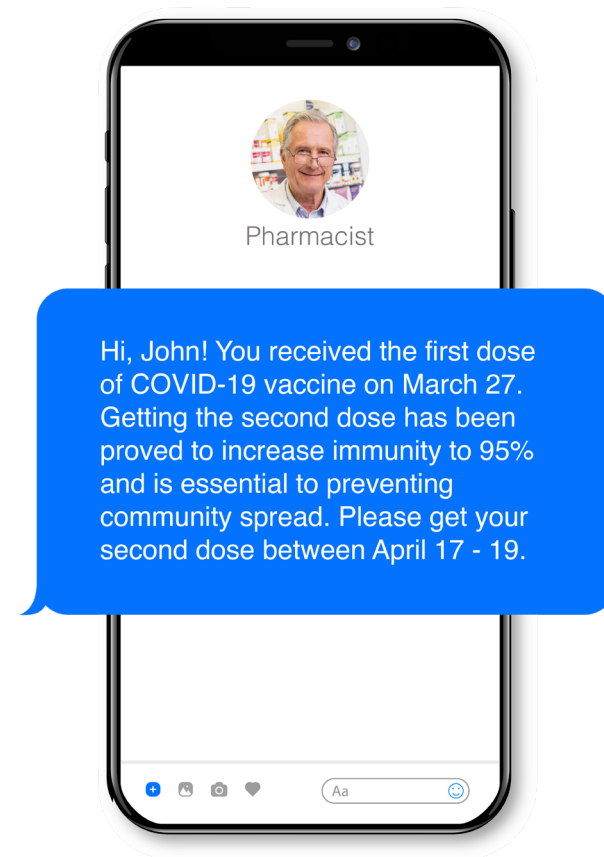 Pharmacist
Hi, John! You received the first dose
of COVID-19 vaccine on March 27.
Getting the second dose has been
proved to increase immunity to 95%
and is essential to preventing
community spread. Please get your
second dose between April 17 - 19.
Aa